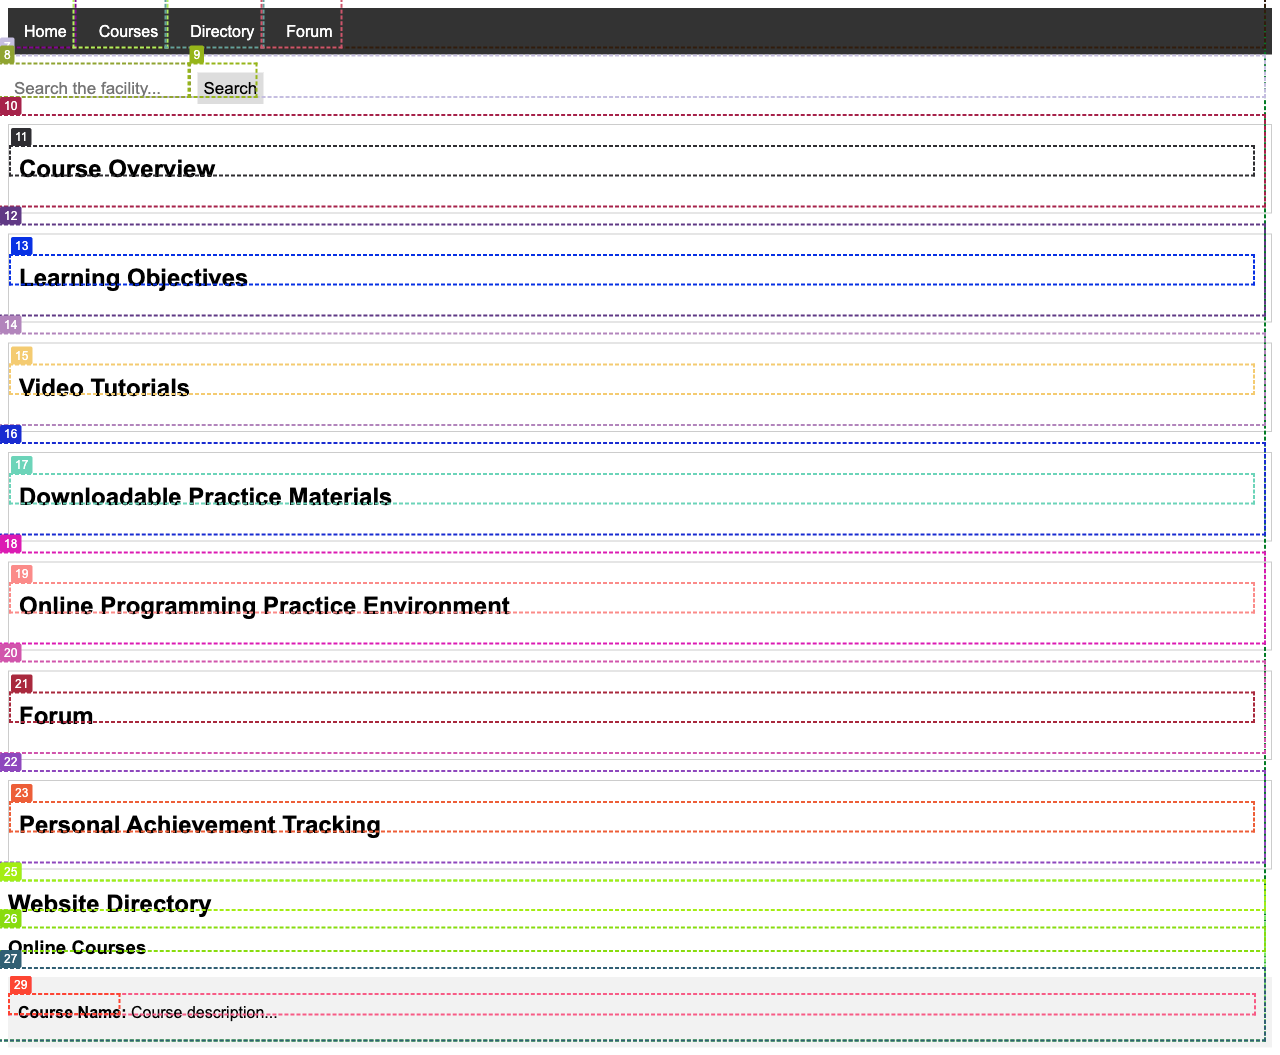 Home Courses Directory Forum
7
8 9
Search the facility... Search
10
11
Course Overview
12
13
Learning Objectives
14
15
Video Tutorials
16
17
Downloadable Practice Materials
18
19
Online Programming Practice Environment
20
21
Forum
22
23
Personal Achievement Tracking
25
Website Directory
26
Online Courses
27
29
Course Name: Course description...